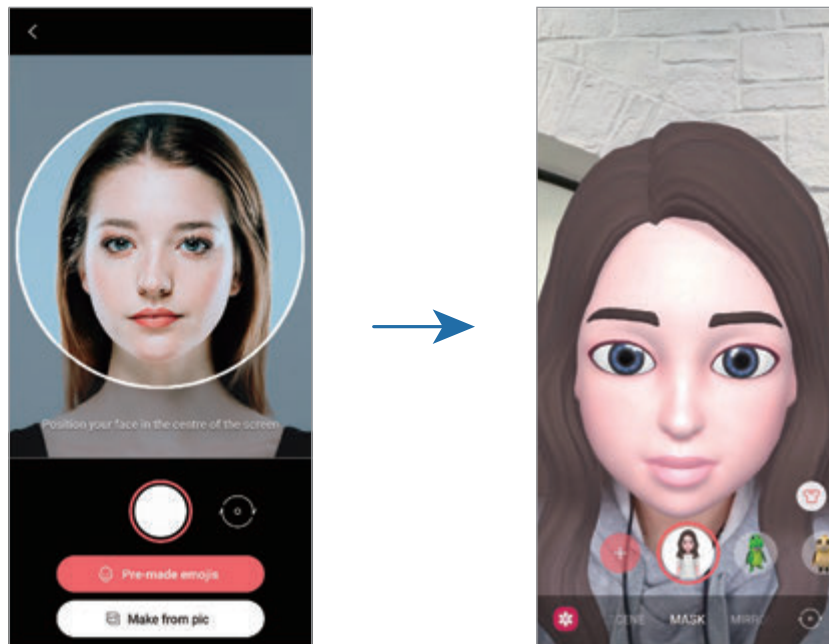 Position your face in the centre of the screen
Pre-made emojis
Make from pic
MASK